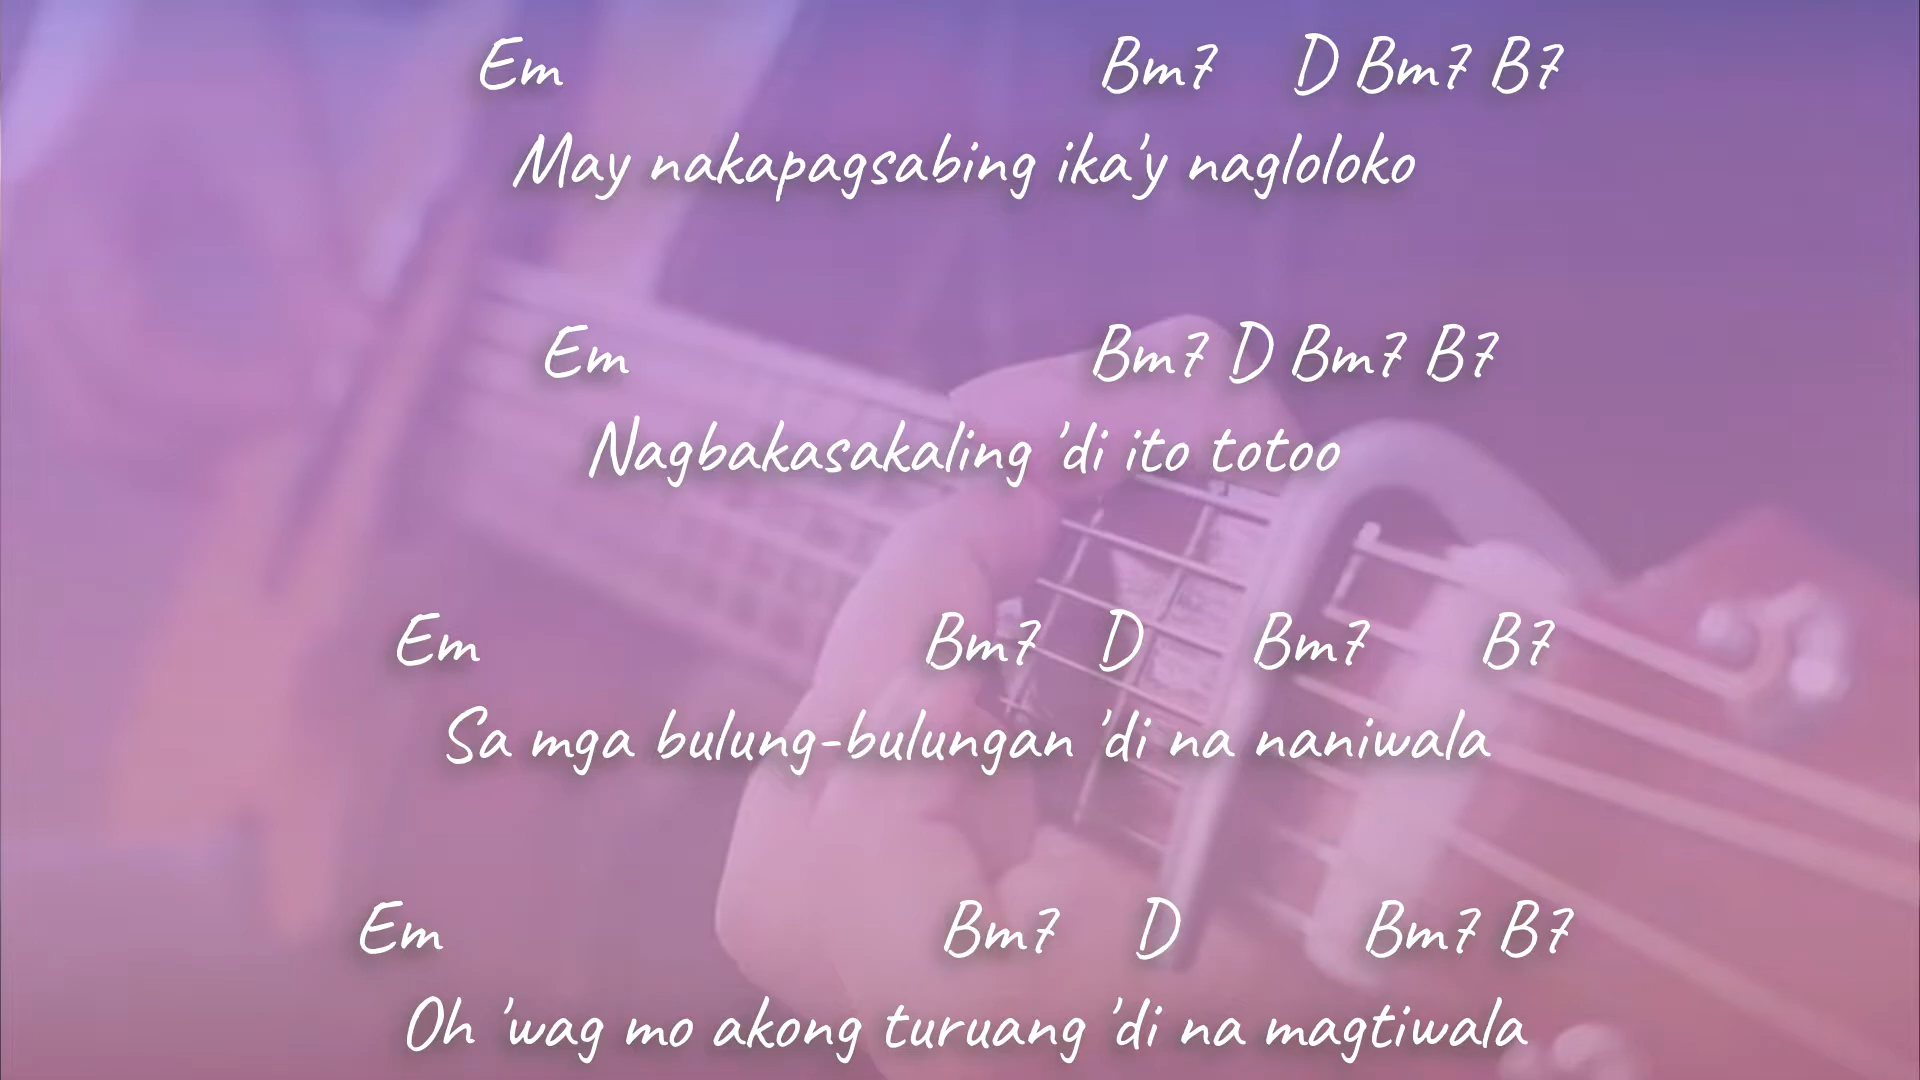 Em Bm7 D Bm7 B7
May nakapagsabing ika'y nagloloko
Em Bm7 D Bm7 B7
Nagbakasakaling 'di ito totoo
Em Bm7 D Bm7 B7
Sa mga bulung-bulungan 'di na naniwala
Em Bm7 D Bm7 B7
Oh 'wag mo akong turuang 'di na magtiwala